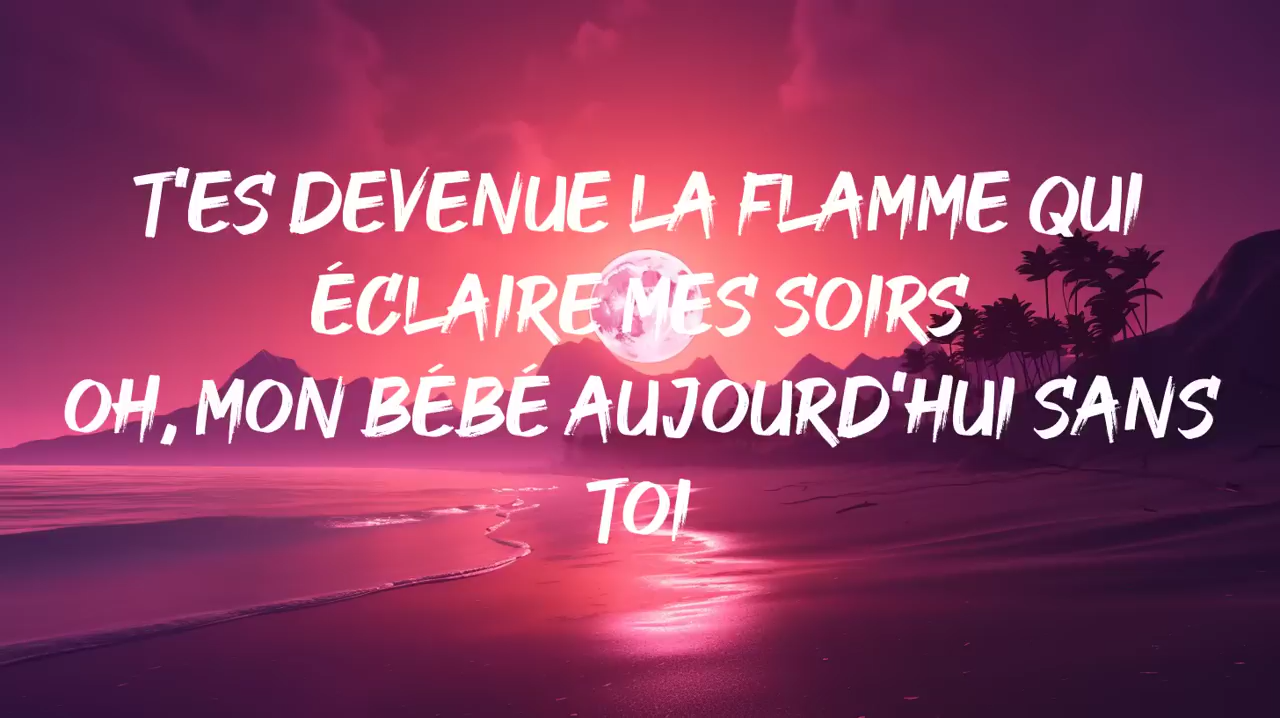 T'ES DEVENUE LA FLAMME QUI
ÉCLAIRE MES SOIRS
OH, MON BÉBÉ AUJOURD'HUI SANS
TOI